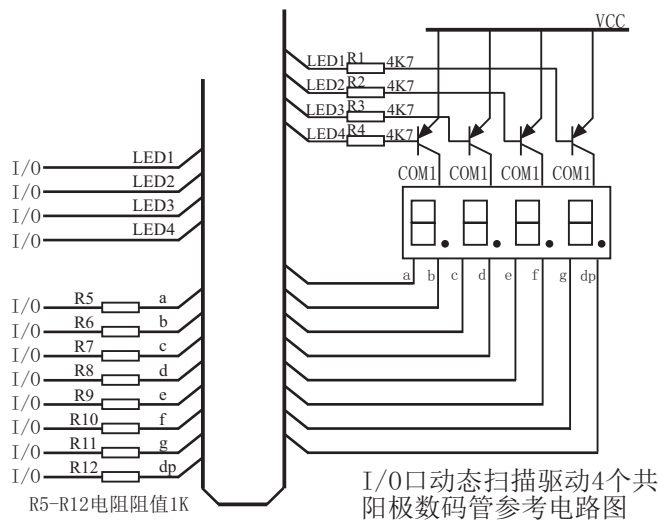 VCC
LED1 R1 4K7
LED2 R2 4K7
LED3 R3 4K7
LED4 R4 4K7
COM1 COM1 COM1 COM1
I/O LED1
I/O LED2
I/O LED3
I/O LED4
a b c d e f g dp
I/O R5 a
I/O R6 b
I/O R7 c
I/O R8 d
I/O R9 e
I/O R10 f
I/O R11 g
I/O R12 dp
R5-R12电阻阻值1K
I/O口动态扫描驱动4个共
阳极数码管参考电路图